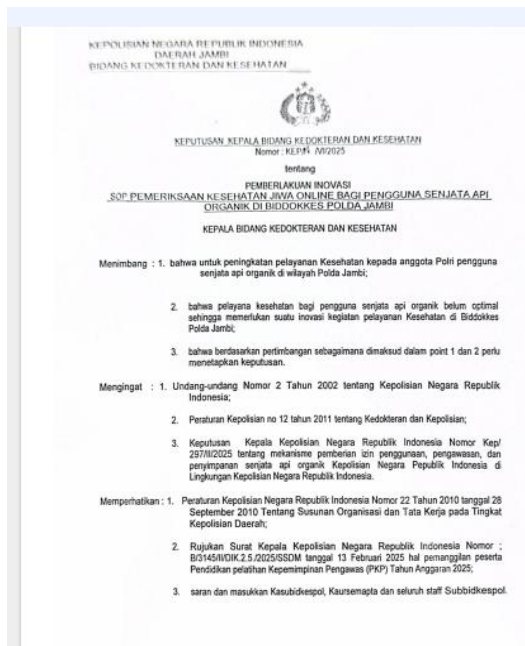 KEPOLISIAN NEGARA REPUBLIK INDONESIA
DAERAH JAMBI
BIDANG KEDOKTERAN DAN KESEHATAN
KEPUTUSAN KEPALA BIDANG KEDOKTERAN DAN KESEHATAN
Nomor : KEP/ /VI/2025
tentang
PEMBERLAKUAN INOVASI
SOP PEMERIKSAAN KESEHATAN JIWA ONLINE BAGI PENGGUNA SENJATA API
ORGANIK DI BIDDOKKES POLDA JAMBI
KEPALA BIDANG KEDOKTERAN DAN KESEHATAN
Menimbang : 1. bahwa untuk peningkatan pelayanan Kesehatan kepada anggota Polri pengguna
senjata api organik di wilayah Polda Jambi;
2. bahwa pelayana kesehatan bagi pengguna senjata api organik belum optimal
sehingga memerlukan suatu inovasi kegiatan pelayanan Kesehatan di Biddokkes
Polda Jambi;
3. bahwa berdasarkan pertimbangan sebagaimana dimaksud dalam point 1 dan 2 perlu
menetapkan keputusan.
Mengingat : 1. Undang-undang Nomor 2 Tahun 2002 tentang Kepolisian Negara Republik
Indonesia;
2. Peraturan Kepolisian no 12 tahun 2011 tentang Kedokteran dan Kepolisian;
3. Keputusan Kepala Kepolisian Negara Republik Indonesia Nomor Kep/
297/II/2025 tentang mekanisme pemberian izin penggunaan, pengawasan, dan
penyimpanan senjata api organik Kepolisian Negara Pepublik Indonesia di
Lingkungan Kepolisian Negara Republik Indonesia.
Memperhatikan : 1. Peraturan Kepolisian Negara Republik Indonesia Nomor 22 Tahun 2010 tanggal 28
September 2010 Tentang Susunan Organisasi dan Tata Kerja pada Tingkat
Kepolisian Daerah;
2. Rujukan Surat Kepala Kepolisian Negara Republik Indonesia Nomor :
B/3145/II/DIK.2.5./2025/SSDM tanggal 13 Februari 2025 hal pemanggilan peserta
Pendidikan pelatihan Kepemimpinan Pengawas (PKP) Tahun Anggaran 2025;
3. saran dan masukkan Kasubidkespol, Kaursemapta dan seluruh staff Subbidkespol.